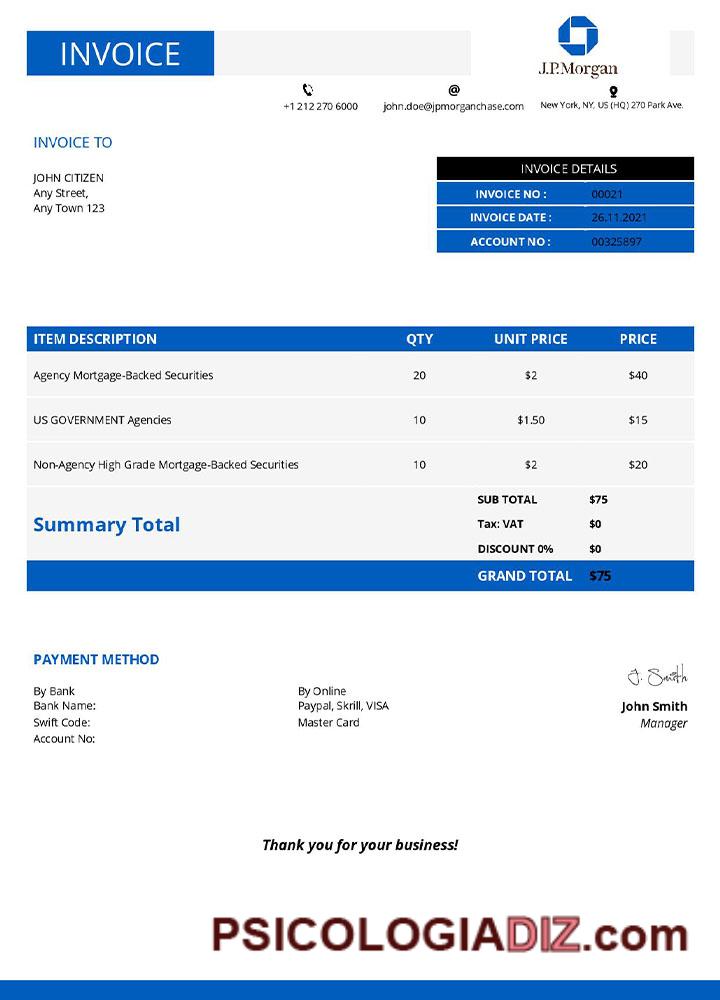 INVOICE
J.P.Morgan
+1 212 270 6000
john.doe@jpmorganchase.com
New York, NY, US (HQ) 270 Park Ave.
INVOICE TO
JOHN CITIZEN
Any Street,
Any Town 123
INVOICE DETAILS
INVOICE NO : 00021
INVOICE DATE : 26.11.2021
ACCOUNT NO : 00325897
ITEM DESCRIPTION QTY UNIT PRICE PRICE
Agency Mortgage-Backed Securities 20 $2 $40
US GOVERNMENT Agencies 10 $1.50 $15
Non-Agency High Grade Mortgage-Backed Securities 10 $2 $20
Summary Total
SUB TOTAL $75
Tax: VAT $0
DISCOUNT 0% $0
GRAND TOTAL $75
PAYMENT METHOD
By Bank
Bank Name:
Swift Code:
Account No:
By Online
Paypal, Skrill, VISA
Master Card
J. Smith
John Smith
Manager
Thank you for your business!
PSICOLOGIADIZ.com